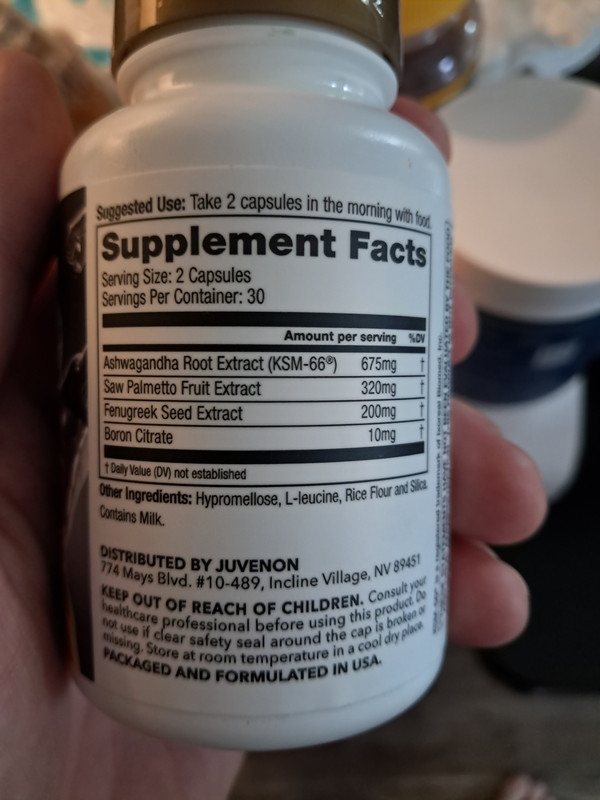 Suggested Use: Take 2 capsules in the morning with food.
Supplement Facts
Serving Size: 2 Capsules
Servings Per Container: 30
Amount per serving %DV
Ashwagandha Root Extract (KSM-66®) 675mg †
Saw Palmetto Fruit Extract 320mg †
Fenugreek Seed Extract 200mg †
Boron Citrate 10mg †
† Daily Value (DV) not established
Other Ingredients: Hypromellose, L-leucine, Rice Flour and Silica.
Contains Milk.
DISTRIBUTED BY JUVENON
774 Mays Blvd. #10-489, Incline Village, NV 89451
KEEP OUT OF REACH OF CHILDREN. Consult your
healthcare professional before using this product. Do
not use if clear safety seal around the cap is broken or
missing. Store at room temperature in a cool dry place.
PACKAGED AND FORMULATED IN USA.